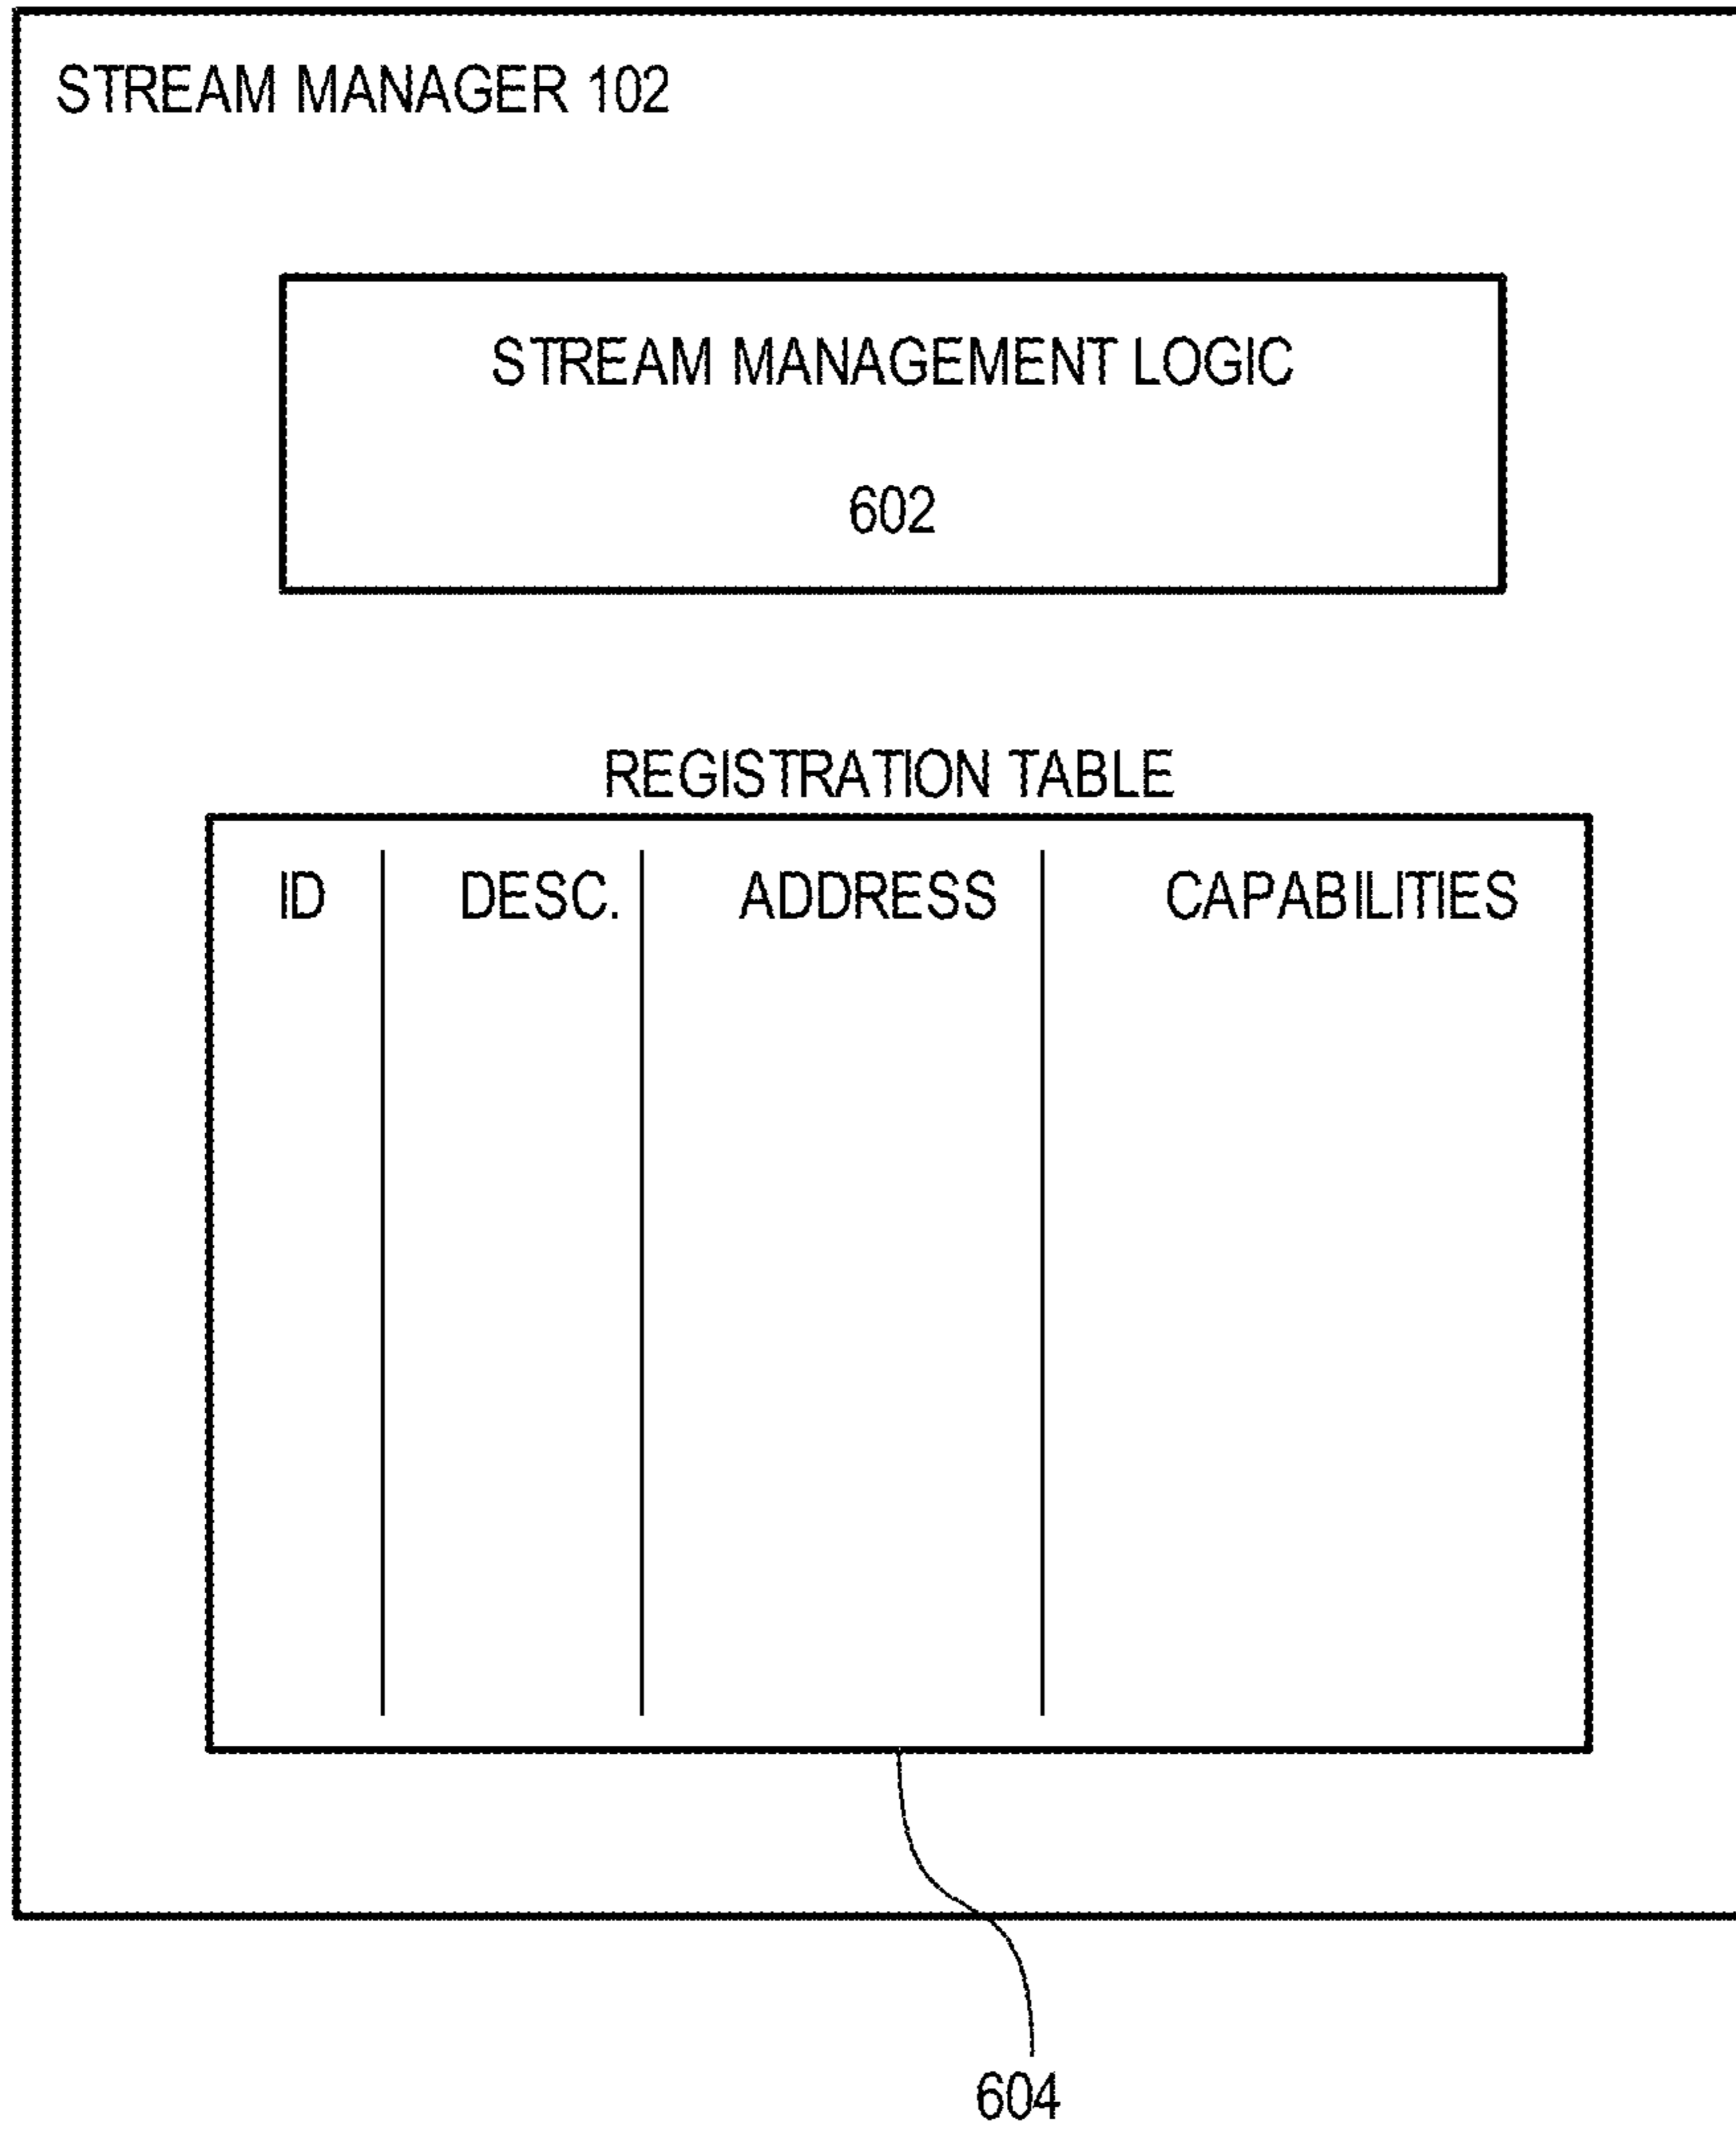 STREAM MANAGER 102
STREAM MANAGEMENT LOGIC
602
REGISTRATION TABLE
ID DESC. ADDRESS CAPABILITIES
604